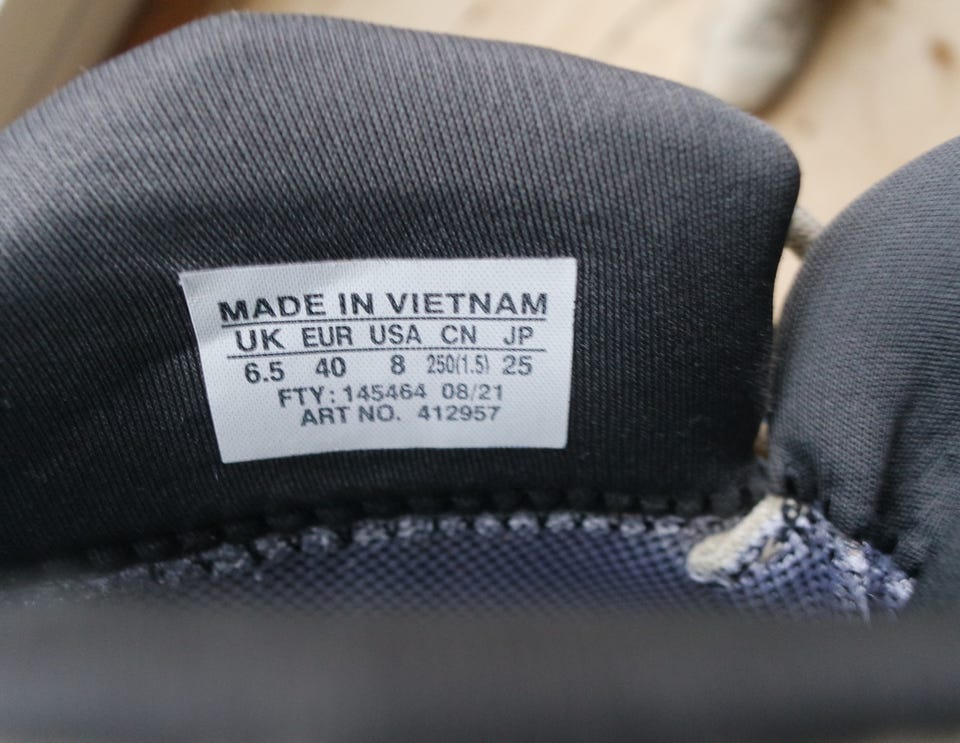 MADE IN VIETNAM
UK EUR USA CN JP
6.5 40 8 250(1.5) 25
FTY: 145464 08/21
ART NO. 412957